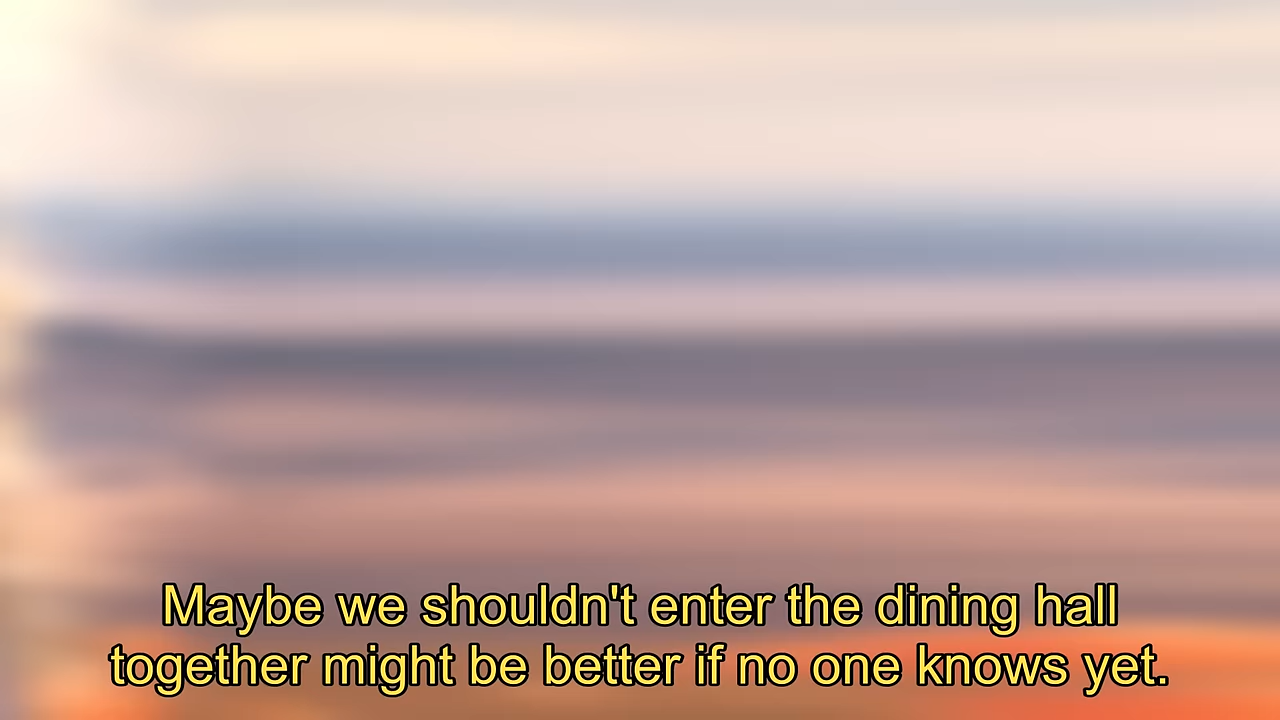 Maybe we shouldn't enter the dining hall
together might be better if no one knows yet.